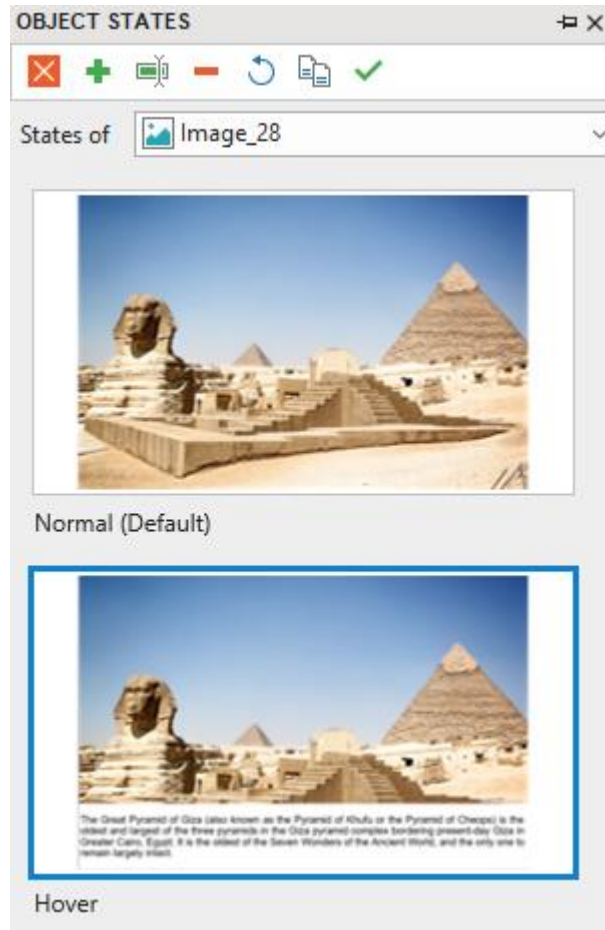 OBJECT STATES
States of
Image_28
Normal (Default)
The Great Pyramid of Giza (also known as the Pyramid of Khufu or the Pyramid of Cheops) is the
oldest and largest of the three pyramids in the Giza pyramid complex bordering present-day Giza in
Greater Cairo, Egypt. It is the oldest of the Seven Wonders of the Ancient World, and the only one to
remain largely intact.
Hover